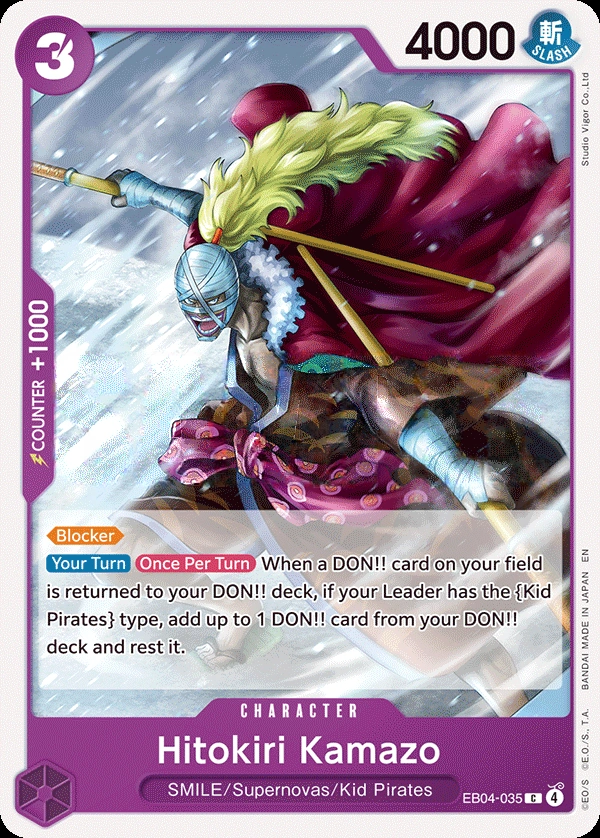 3
4000
斬
SLASH
Studio Vigor Co.,Ltd
COUNTER +1000
Blocker
Your Turn Once Per Turn When a DON!! card on your field
is returned to your DON!! deck, if your Leader has the {Kid
Pirates} type, add up to 1 DON!! card from your DON!!
deck and rest it.
CHARACTER
Hitokiri Kamazo
SMILE/Supernovas/Kid Pirates
EB04-035 C 4
©E.O/S ©E.O./S., T.A. BANDAI MADE IN JAPAN EN